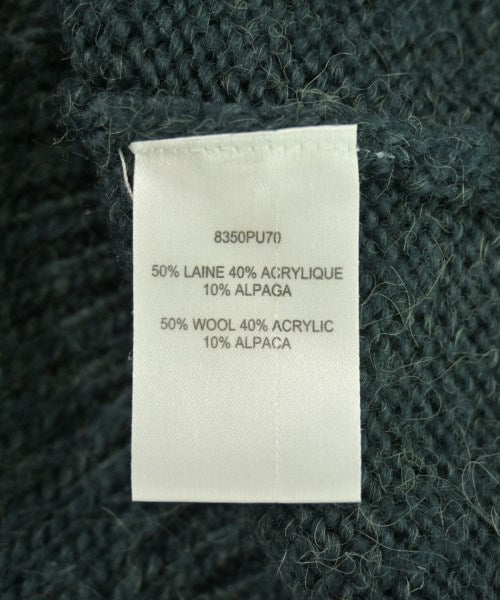 8350PU70
50% LAINE 40% ACRYLIQUE
10% ALPAGA
50% WOOL 40% ACRYLIC
10% ALPACA